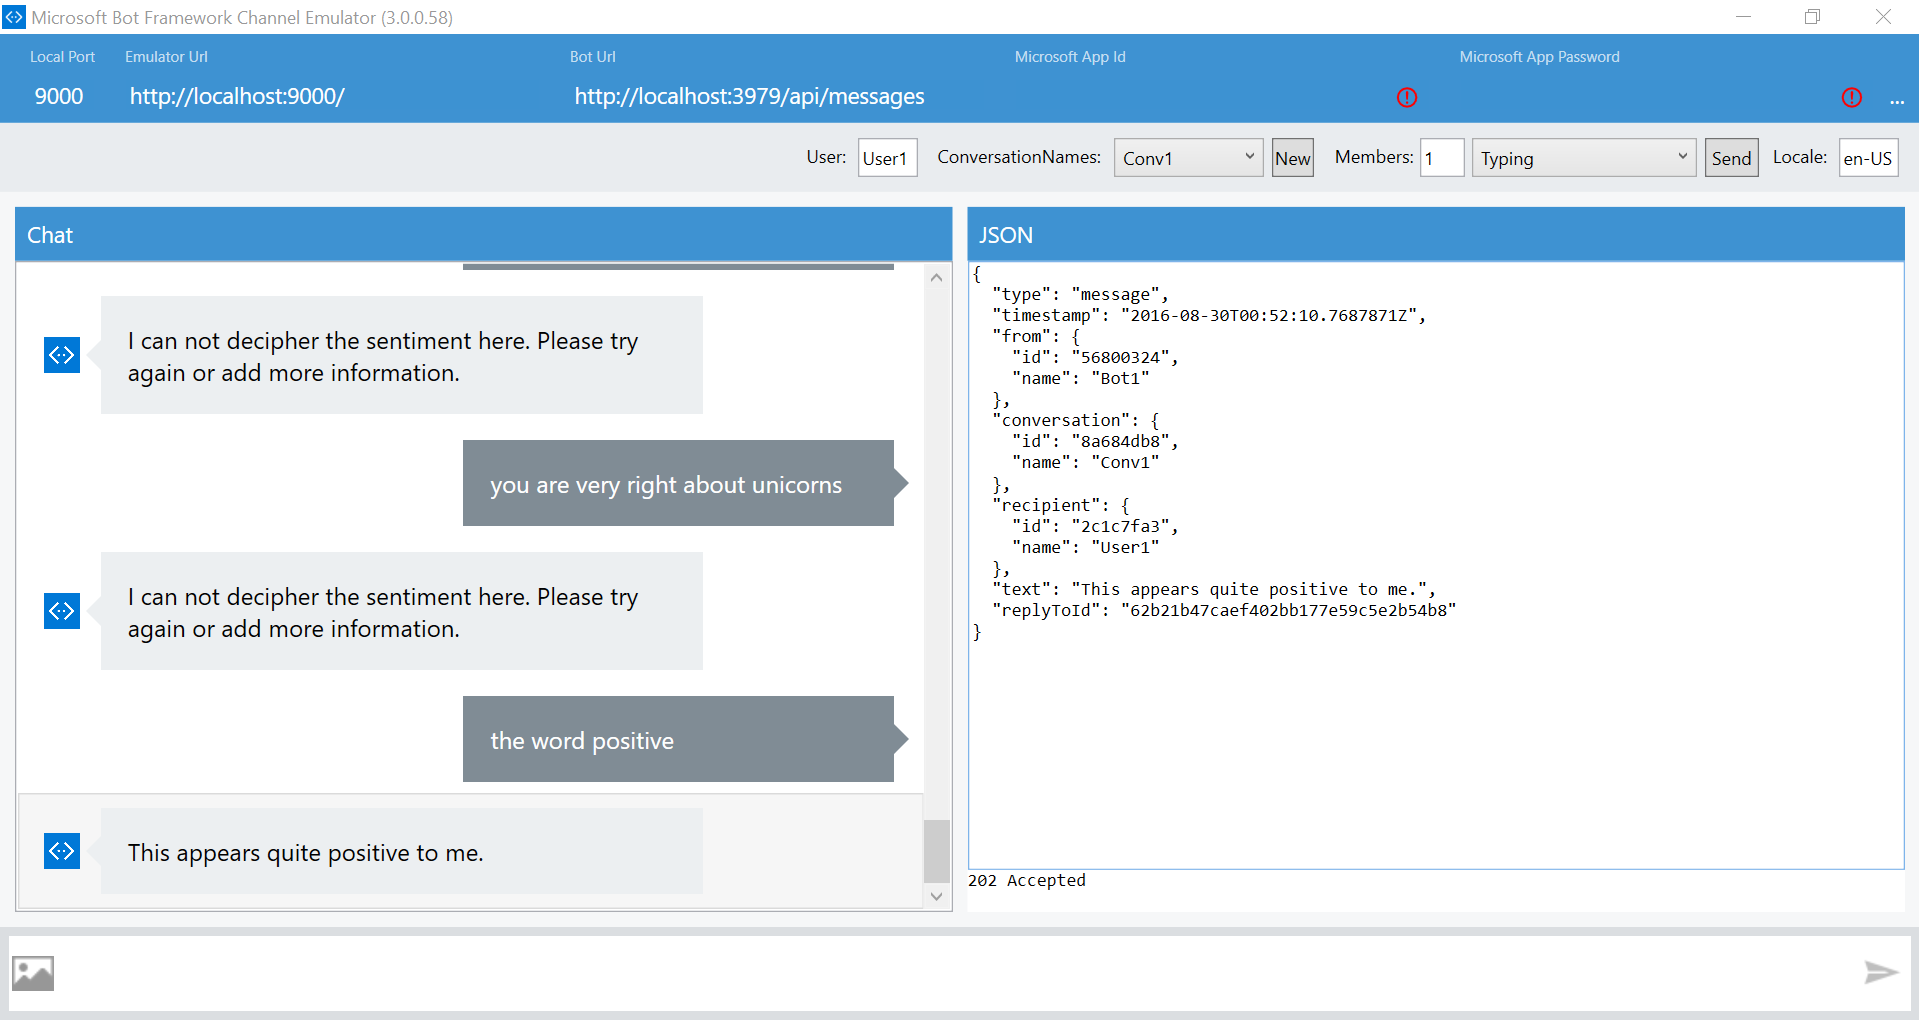 Microsoft Bot Framework Channel Emulator (3.0.0.58)
Local Port Emulator Url Bot Url Microsoft App Id Microsoft App Password
9000 http://localhost:9000/ http://localhost:3979/api/messages ...
User: User1 ConversationNames: Conv1 New Members: 1 Typing Send Locale: en-US
Chat
I can not decipher the sentiment here. Please try
again or add more information.
you are very right about unicorns
I can not decipher the sentiment here. Please try
again or add more information.
the word positive
This appears quite positive to me.
JSON
{
  "type": "message",
  "timestamp": "2016-08-30T00:52:10.7687871Z",
  "from": {
    "id": "56800324",
    "name": "Bot1"
  },
  "conversation": {
    "id": "8a684db8",
    "name": "Conv1"
  },
  "recipient": {
    "id": "2c1c7fa3",
    "name": "User1"
  },
  "text": "This appears quite positive to me.",
  "replyToId": "62b21b47caef402bb177e59c5e2b54b8"
}
202 Accepted